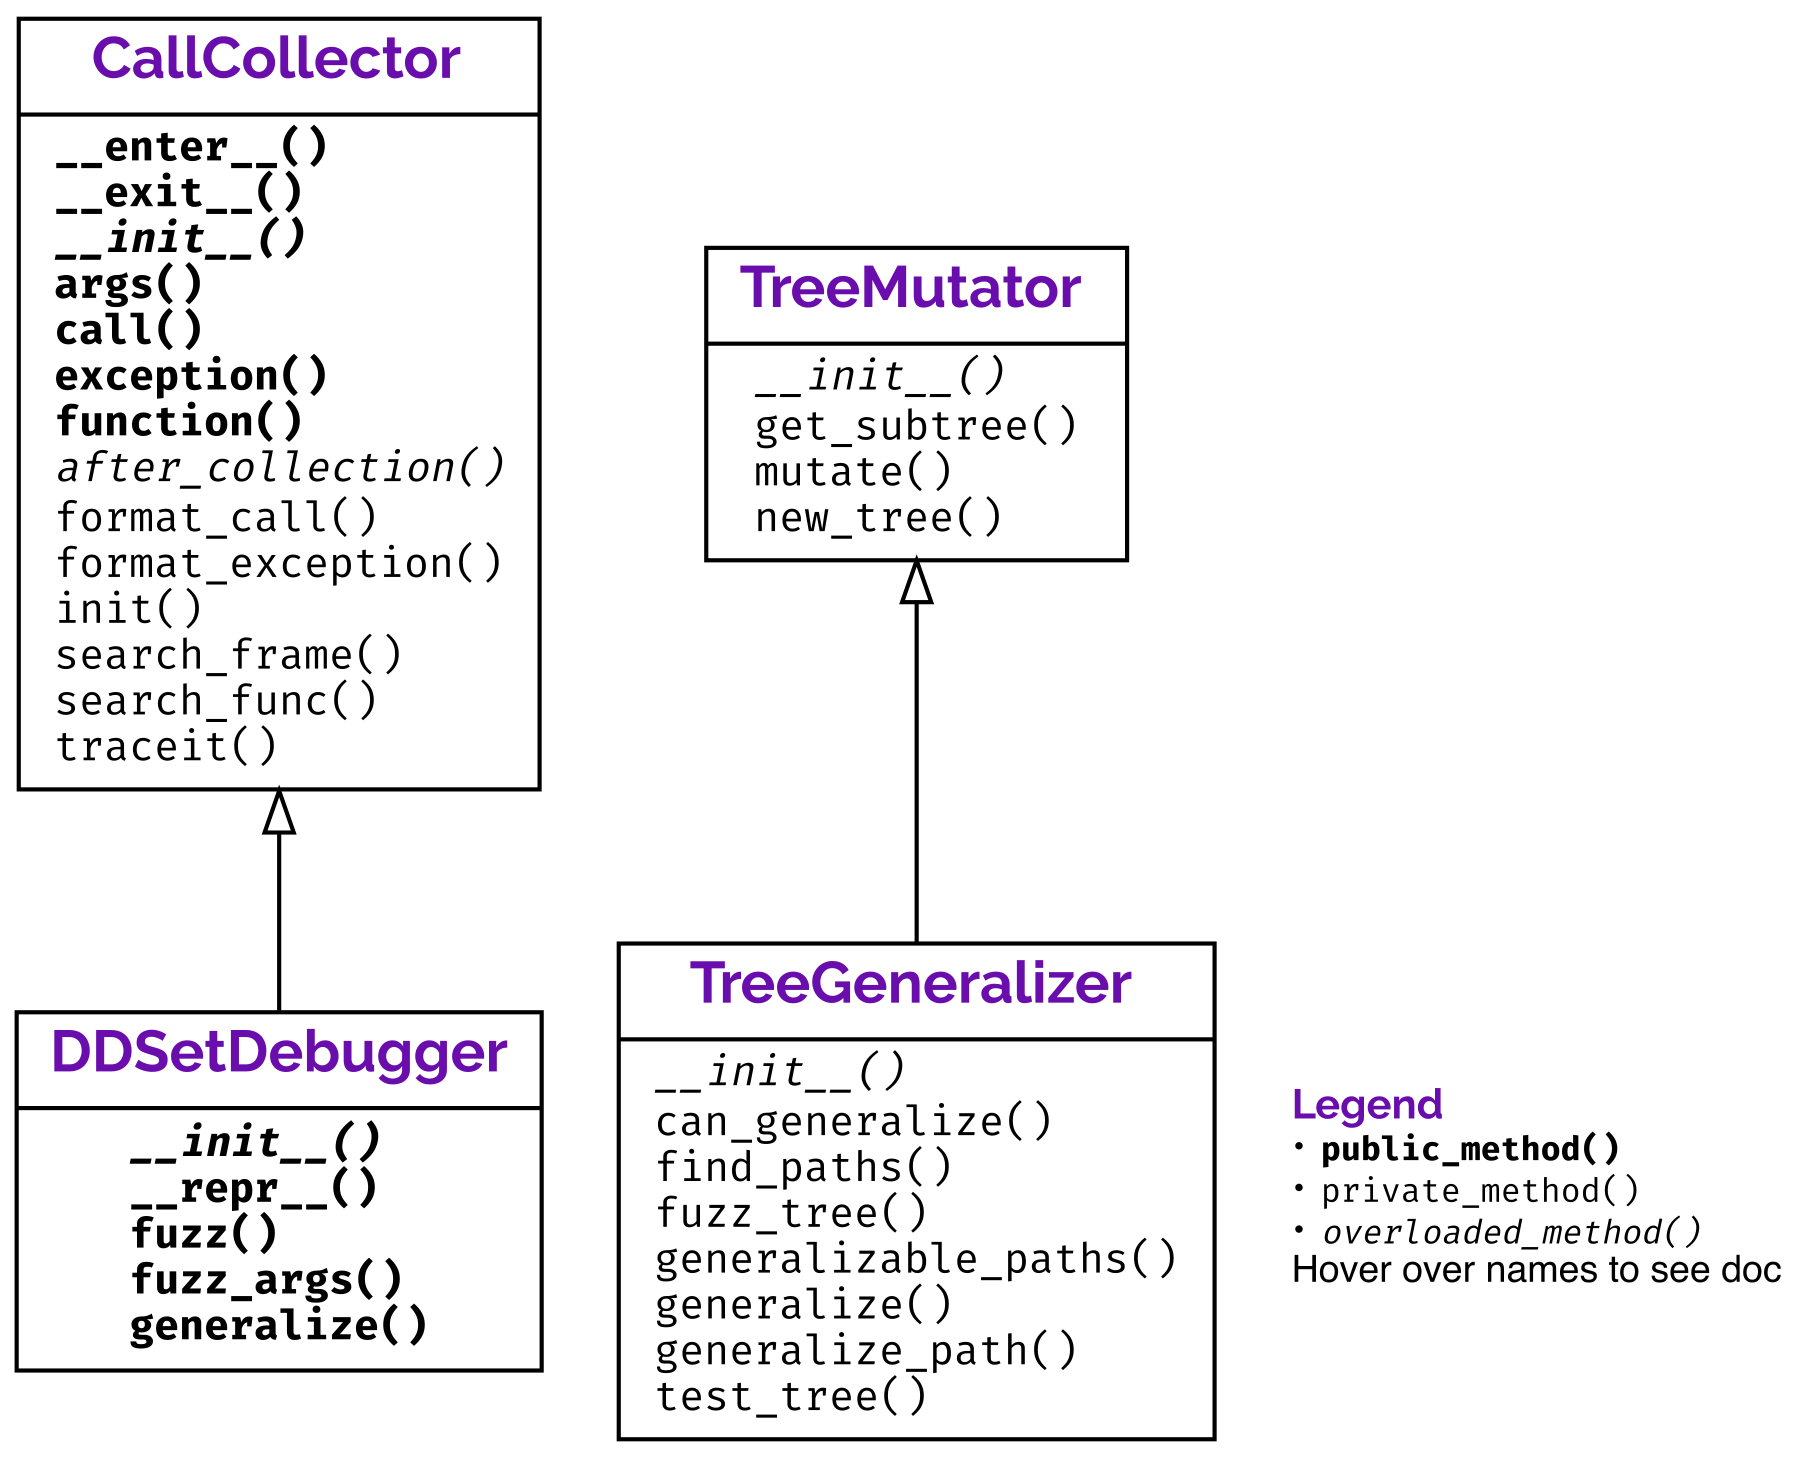 CallCollector
__enter__()
__exit__()
__init__()
args()
call()
exception()
function()
after_collection()
format_call()
format_exception()
init()
search_frame()
search_func()
traceit()
DDSetDebugger
__init__()
__repr__()
fuzz()
fuzz_args()
generalize()
TreeMutator
__init__()
get_subtree()
mutate()
new_tree()
TreeGeneralizer
__init__()
can_generalize()
find_paths()
fuzz_tree()
generalizable_paths()
generalize()
generalize_path()
test_tree()
Legend
• public_method()
• private_method()
• overloaded_method()
Hover over names to see doc